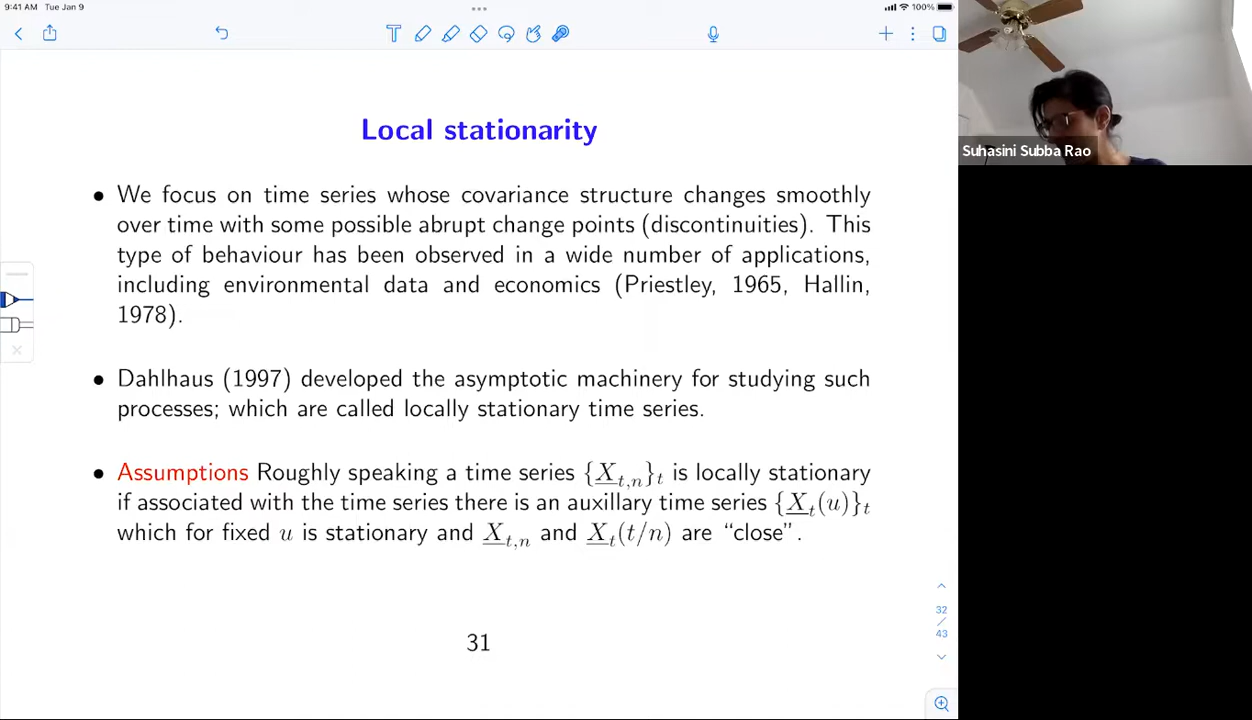 9:41 AM Tue Jan 9
100%
Local stationarity
• We focus on time series whose covariance structure changes smoothly
over time with some possible abrupt change points (discontinuities). This
type of behaviour has been observed in a wide number of applications,
including environmental data and economics (Priestley, 1965, Hallin,
1978).
• Dahlhaus (1997) developed the asymptotic machinery for studying such
processes; which are called locally stationary time series.
• Assumptions Roughly speaking a time series {X_{t,n}}_t is locally stationary
if associated with the time series there is an auxillary time series {X_t(u)}_t
which for fixed u is stationary and X_{t,n} and X_t(t/n) are “close”.
31
32
/
43
Suhasini Subba Rao